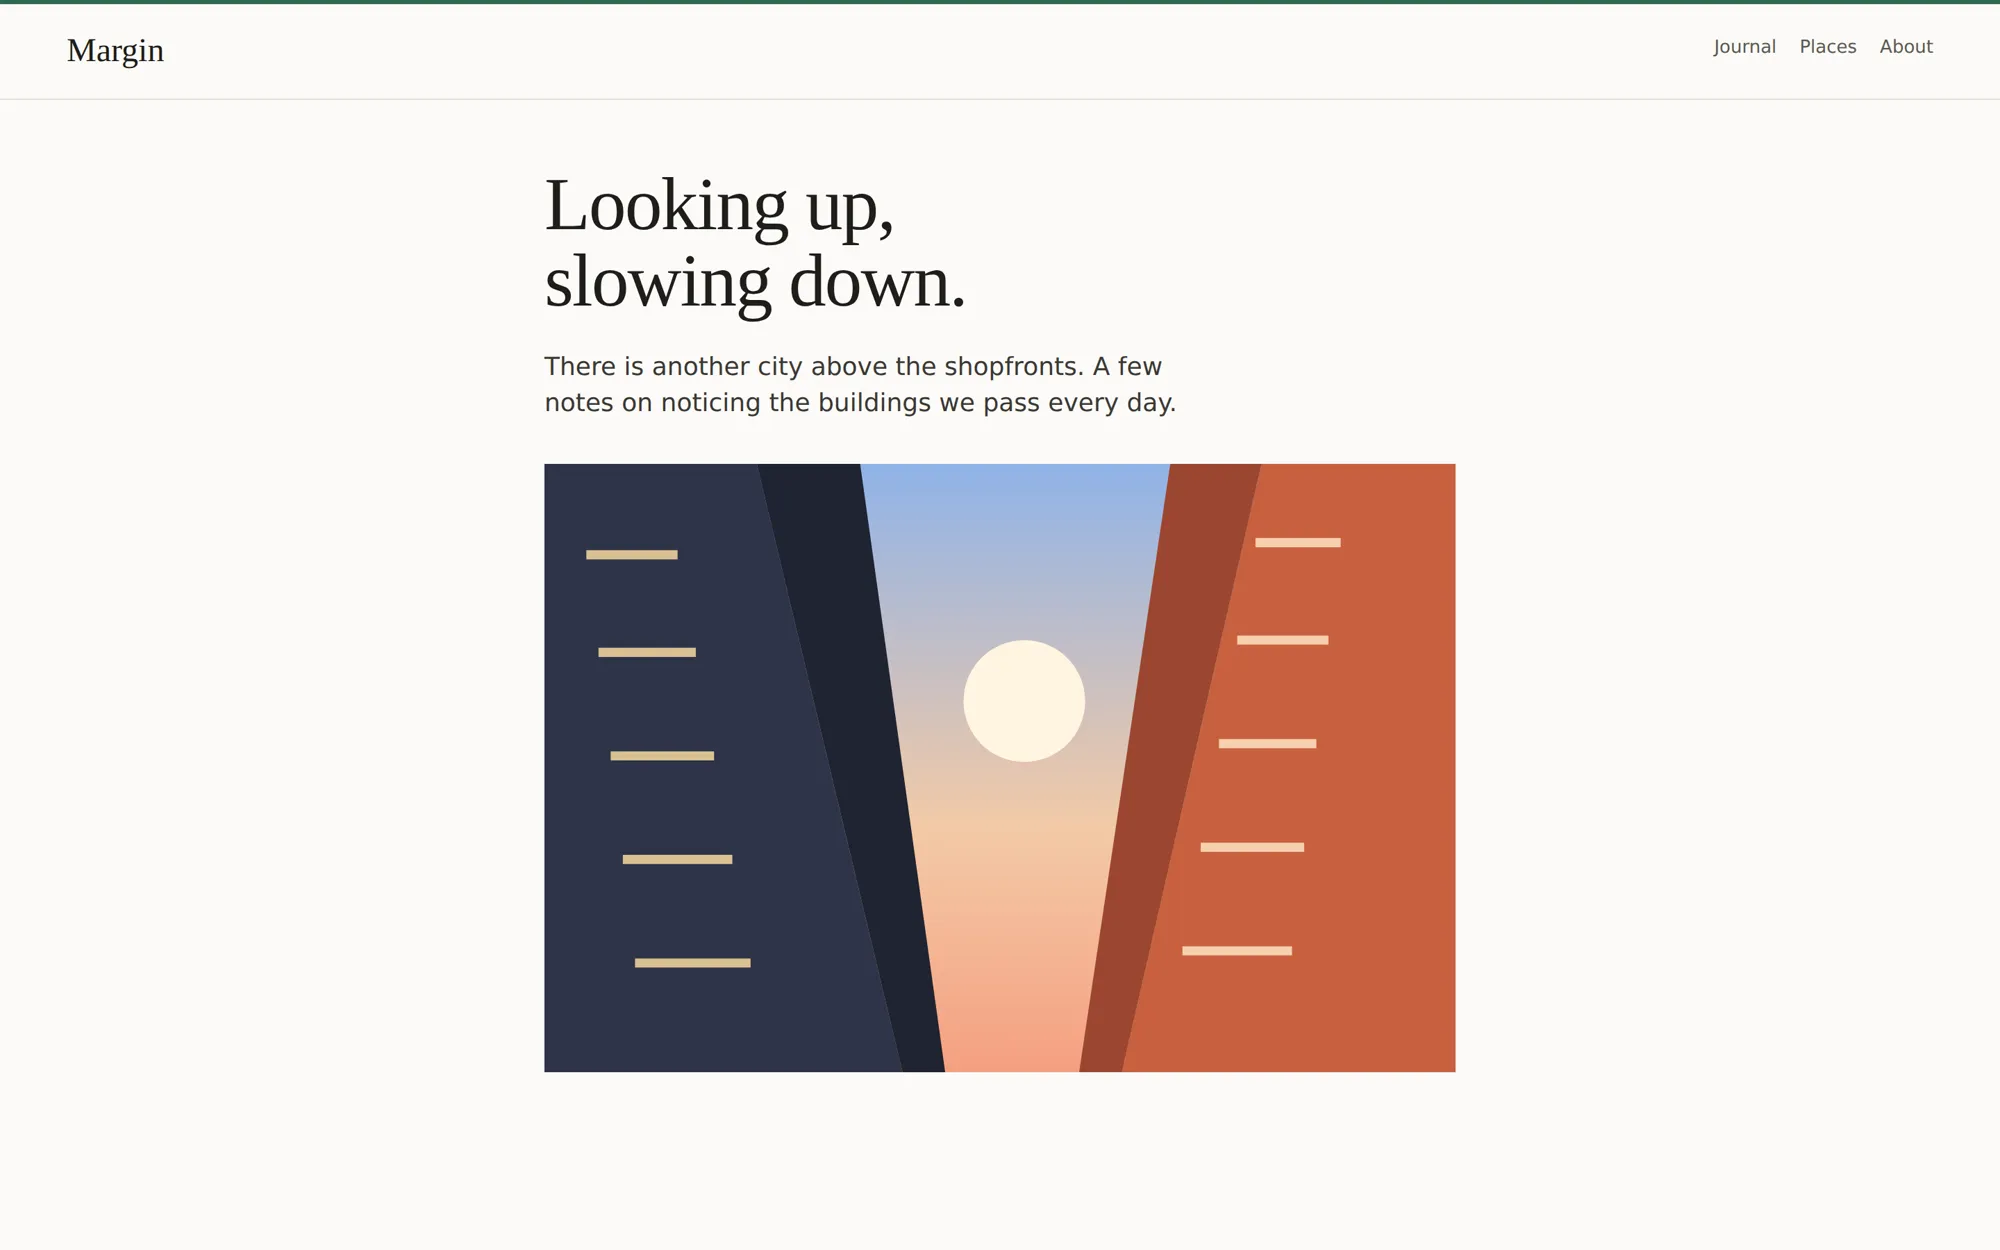 Margin
Journal Places About
Looking up,
slowing down.
There is another city above the shopfronts. A few
notes on noticing the buildings we pass every day.